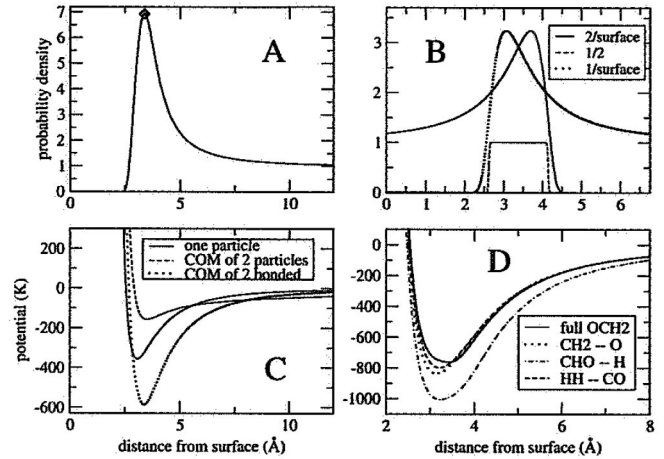 7
6
5
4
3
2
1
0
probability density
A
0
5
10
3
2
1
0
B
2/surface
1/2
1/surface
0 1 2 3 4 5 6
200
0
-200
-400
-600
potential (K)
one particle
COM of 2 particles
COM of 2 bonded
C
0
5
10
distance from surface (Å)
0
-200
-400
-600
-800
-1000
D
full OCH2
CH2 -- O
CHO -- H
HH -- CO
2
4
6
8
distance from surface (Å)